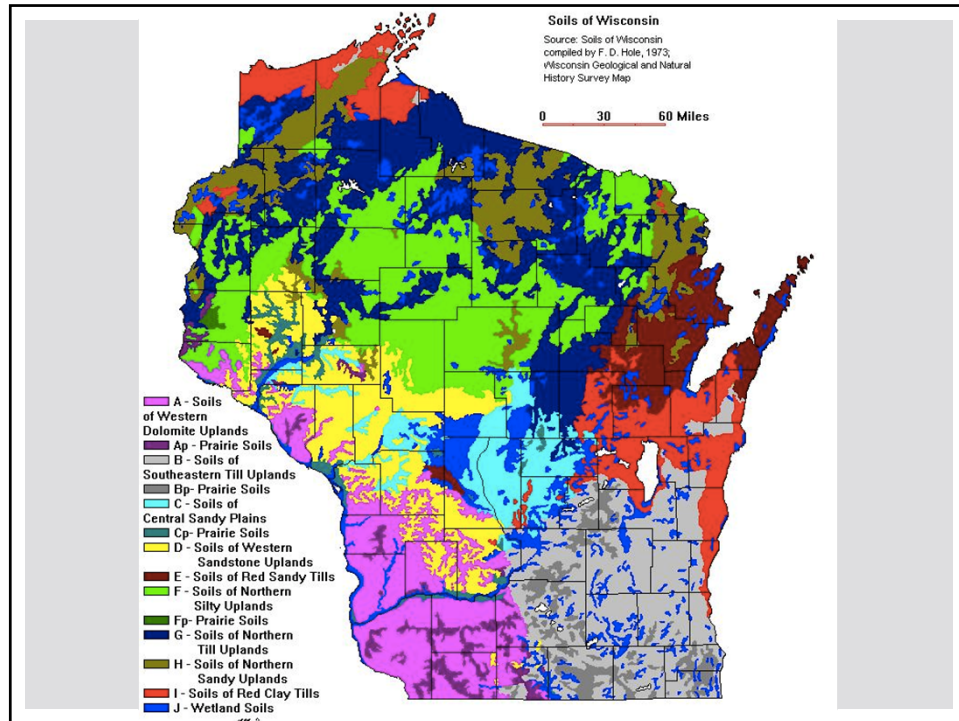 Soils of Wisconsin
Source: Soils of Wisconsin
compiled by F. D. Hole, 1973;
Wisconsin Geological and Natural
History Survey Map
0 30 60 Miles
A - Soils
of Western
Dolomite Uplands
Ap - Prairie Soils
B - Soils of
Southeastern Till Uplands
Bp- Prairie Soils
C - Soils of
Central Sandy Plains
Cp- Prairie Soils
D - Soils of Western
Sandstone Uplands
E - Soils of Red Sandy Tills
F - Soils of Northern
Silty Uplands
Fp- Prairie Soils
G - Soils of Northern
Till Uplands
H - Soils of Northern
Sandy Uplands
I - Soils of Red Clay Tills
J - Wetland Soils